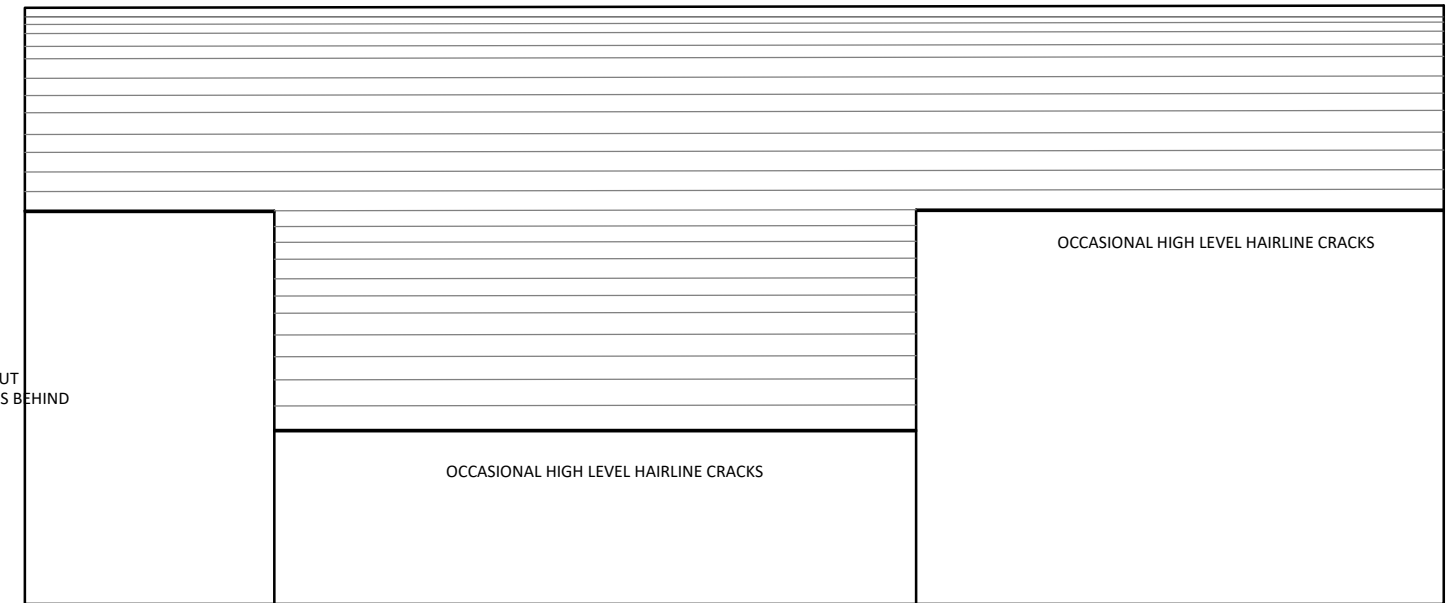 OCCASIONAL HIGH LEVEL HAIRLINE CRACKS
UT
S BEHIND
OCCASIONAL HIGH LEVEL HAIRLINE CRACKS